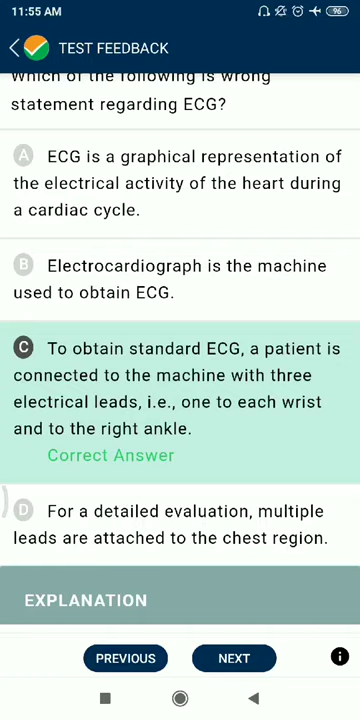 11:55 AM
96
TEST FEEDBACK
Which of the following is wrong
statement regarding ECG?
A ECG is a graphical representation of
the electrical activity of the heart during
a cardiac cycle.
B Electrocardiograph is the machine
used to obtain ECG.
C To obtain standard ECG, a patient is
connected to the machine with three
electrical leads, i.e., one to each wrist
and to the right ankle.
Correct Answer
D For a detailed evaluation, multiple
leads are attached to the chest region.
EXPLANATION
PREVIOUS NEXT